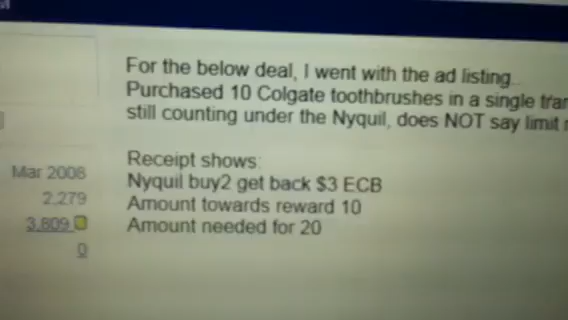 For the below deal, I went with the ad listing..
Purchased 10 Colgate toothbrushes in a single
still counting under the Nyquil, does NOT say limit
Receipt shows:
Nyquil buy2 get back $3 ECB
Amount towards reward 10
Amount needed for 20
Mar 2008
2,279
3,809
0